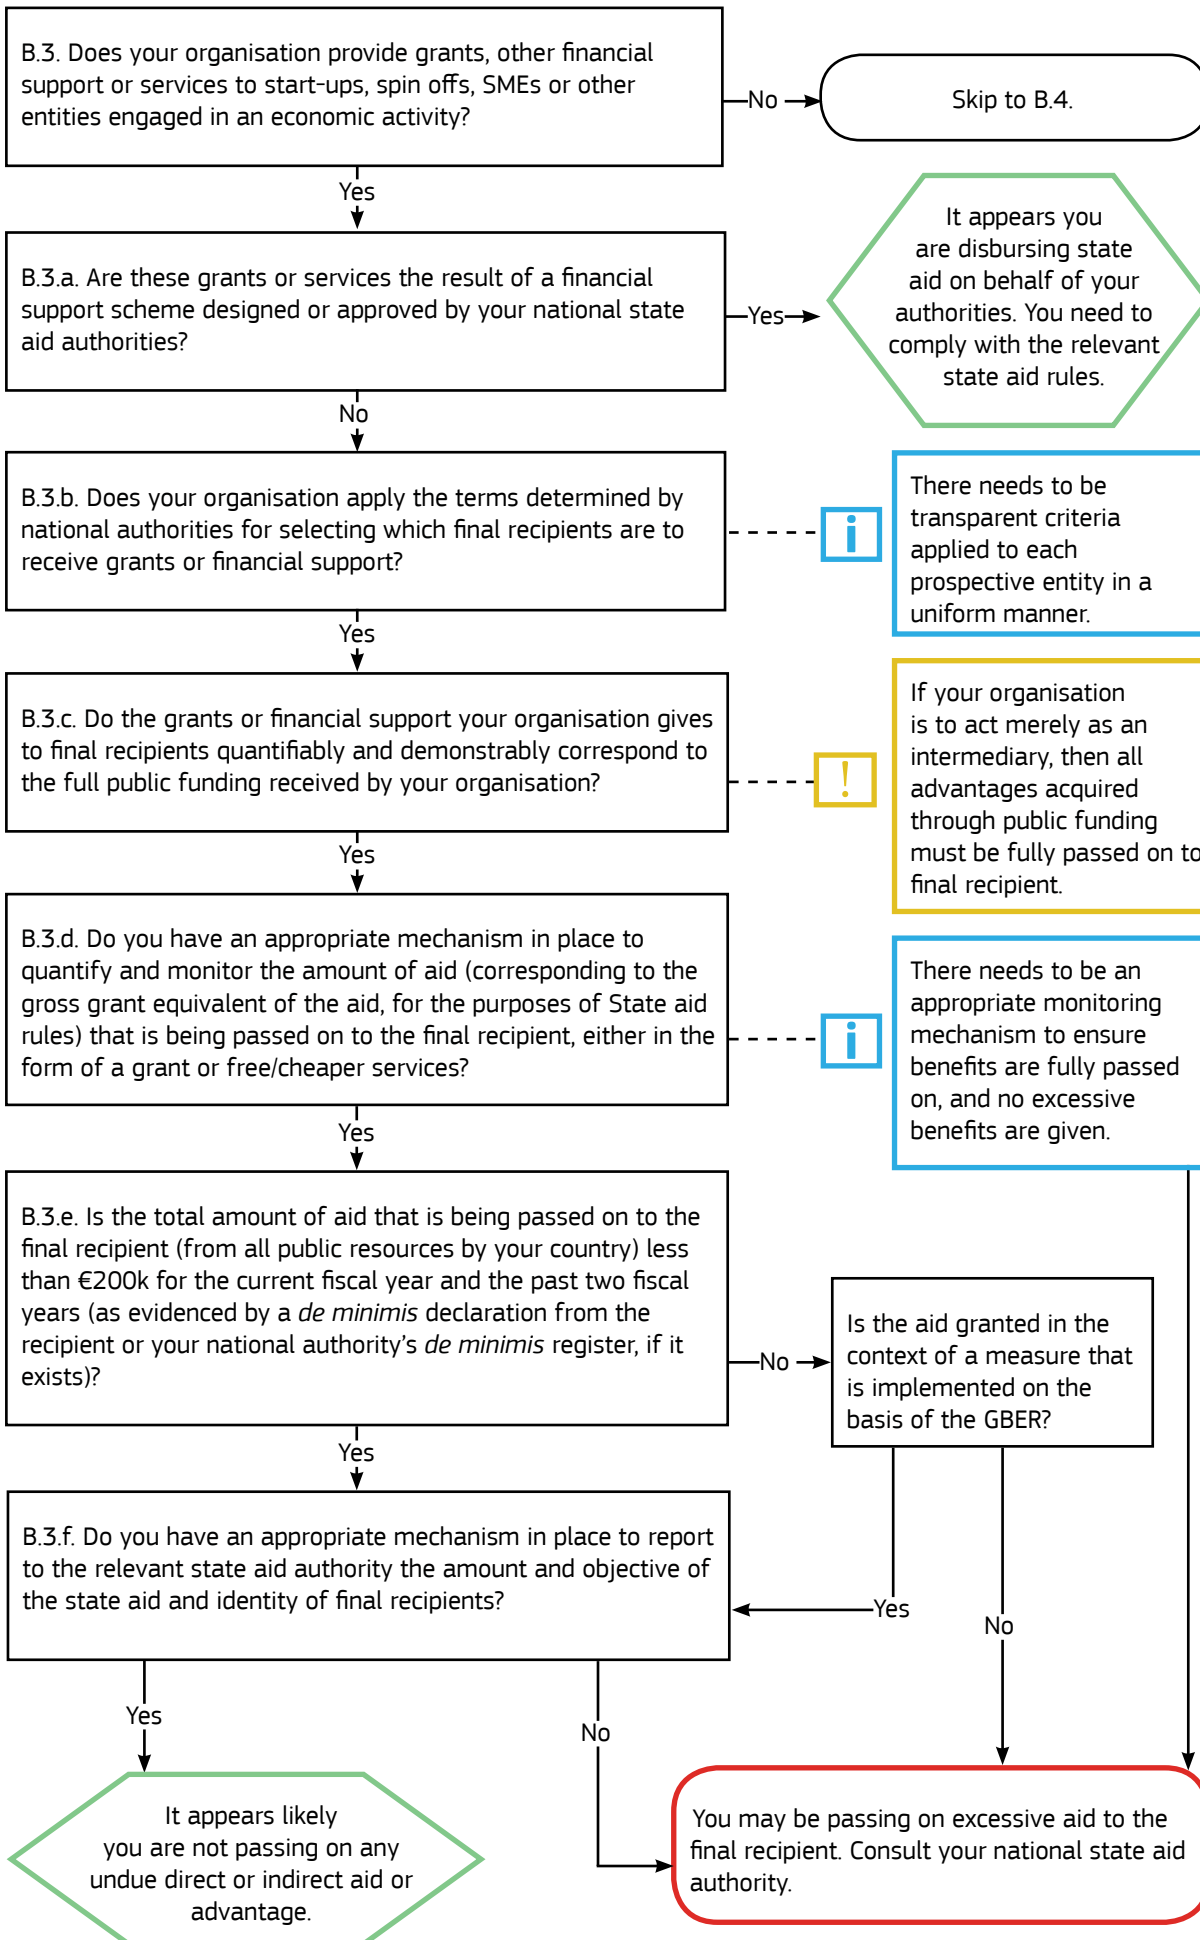 B.3. Does your organisation provide grants, other financial
support or services to start-ups, spin offs, SMEs or other
entities engaged in an economic activity?
No
Skip to B.4.
Yes
B.3.a. Are these grants or services the result of a financial
support scheme designed or approved by your national state
aid authorities?
Yes
It appears you
are disbursing state
aid on behalf of your
authorities. You need to
comply with the relevant
state aid rules.
No
B.3.b. Does your organisation apply the terms determined by
national authorities for selecting which final recipients are to
receive grants or financial support?
i
There needs to be
transparent criteria
applied to each
prospective entity in a
uniform manner.
Yes
B.3.c. Do the grants or financial support your organisation gives
to final recipients quantifiably and demonstrably correspond to
the full public funding received by your organisation?
!
If your organisation
is to act merely as an
intermediary, then all
advantages acquired
through public funding
must be fully passed on to
final recipient.
Yes
B.3.d. Do you have an appropriate mechanism in place to
quantify and monitor the amount of aid (corresponding to the
gross grant equivalent of the aid, for the purposes of State aid
rules) that is being passed on to the final recipient, either in the
form of a grant or free/cheaper services?
i
There needs to be an
appropriate monitoring
mechanism to ensure
benefits are fully passed
on, and no excessive
benefits are given.
Yes
B.3.e. Is the total amount of aid that is being passed on to the
final recipient (from all public resources by your country) less
than €200k for the current fiscal year and the past two fiscal
years (as evidenced by a de minimis declaration from the
recipient or your national authority's de minimis register, if it
exists)?
No
Is the aid granted in the
context of a measure that
is implemented on the
basis of the GBER?
Yes
B.3.f. Do you have an appropriate mechanism in place to report
to the relevant state aid authority the amount and objective of
the state aid and identity of final recipients?
Yes
No
Yes
No
It appears likely
you are not passing on any
undue direct or indirect aid or
advantage.
You may be passing on excessive aid to the
final recipient. Consult your national state aid
authority.